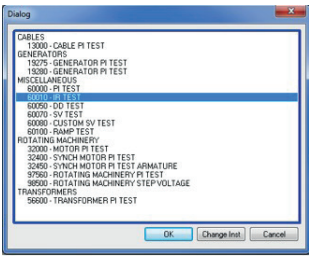 Dialog
CABLES
13000 - CABLE PI TEST
GENERATORS
19275 - GENERATOR PI TEST
19280 - GENERATOR PI TEST
MISCELLANEOUS
60000 - PI TEST
60010 - IR TEST
60050 - DD TEST
60070 - SV TEST
60080 - CUSTOM SV TEST
60100 - RAMP TEST
ROTATING MACHINERY
32000 - MOTOR PI TEST
32400 - SYNCH MOTOR PI TEST
32450 - SYNCH MOTOR PI TEST ARMATURE
97560 - ROTATING MACHINERY PI TEST
98500 - ROTATING MACHINERY STEP VOLTAGE
TRANSFORMERS
56600 - TRANSFORMER PI TEST
OK Change Inst Cancel